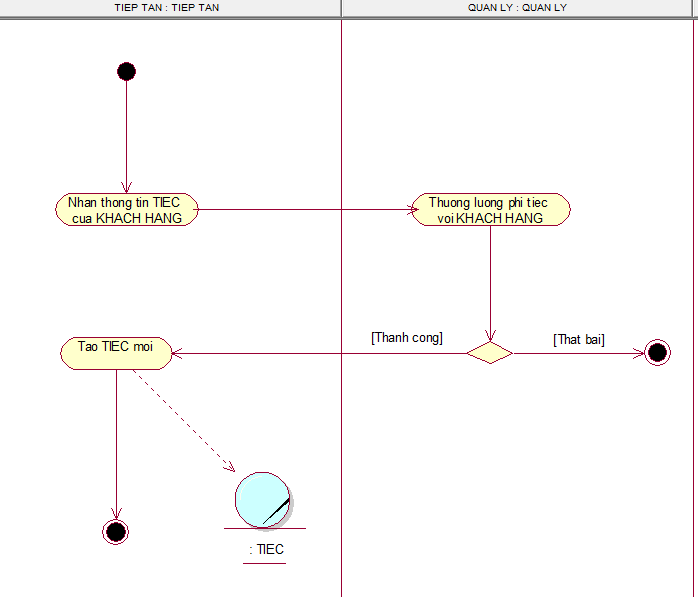 TIEP TAN : TIEP TAN
QUAN LY : QUAN LY
Nhan thong tin TIEC
cua KHACH HANG
Thuong luong phi tiec
voi KHACH HANG
[Thanh cong]
[That bai]
Tao TIEC moi
: TIEC